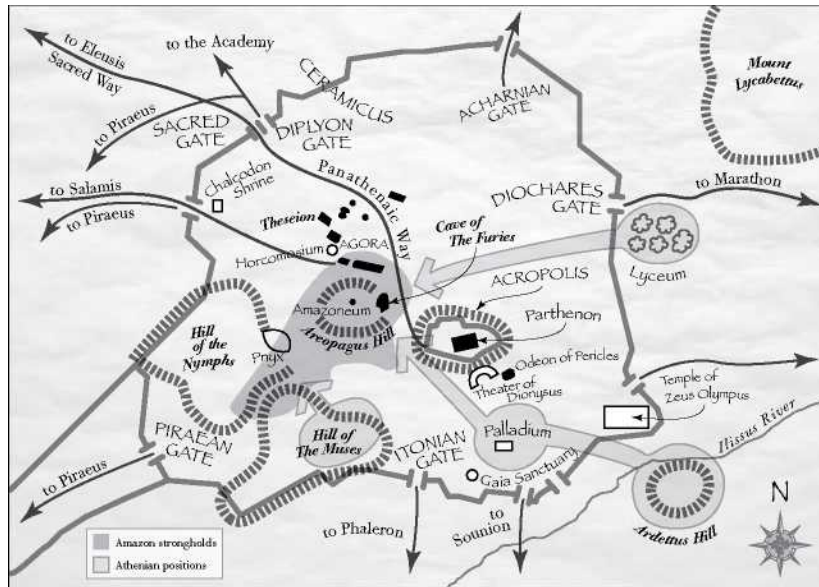 to Eleusis
Sacred Way
to the Academy
to Piraeus
SACRED
GATE
DIPLYON
GATE
CERAMICUS
ACHARNIAN
GATE
Mount
Lycabettus
to Salamis
to Piraeus
Chalcodon
Shrine
Panathenaic Way
DIOCHARES
GATE
to Marathon
Theseion
Horcomosium
AGORA
Cave of
The Furies
Lyceum
ACROPOLIS
Parthenon
Amazoneum
Areopagus Hill
Hill
of the
Nymphs
Pnyx
Odeon of Pericles
Theater of
Dionysus
Temple of
Zeus Olympus
Ilissus River
PIRAEAN
GATE
Hill of
The Muses
Palladium
ITONIAN
GATE
Gaia Sanctuary
to Piraeus
to Phaleron
to
Sounion
Ardettus Hill
N
Amazon strongholds
Athenian positions